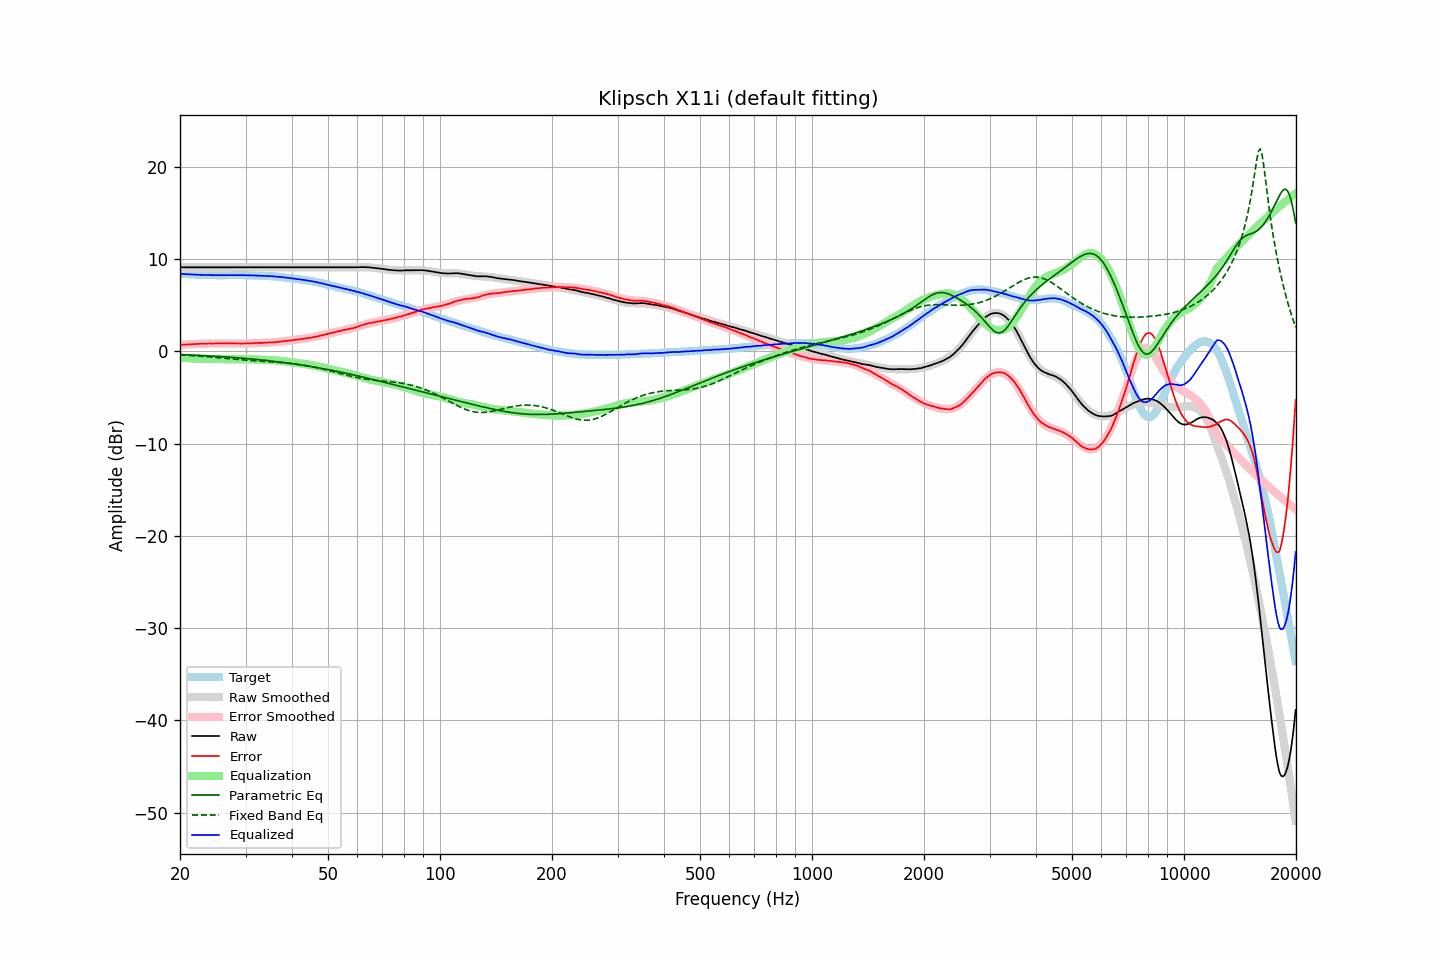 Klipsch X11i (default fitting)
20
10
0
−10
−20
−30
−40
−50
Amplitude (dBr)
Target
Raw Smoothed
Error Smoothed
Raw
Error
Equalization
Parametric Eq
Fixed Band Eq
Equalized
20
50
100
200
500
1000
2000
5000
10000
20000
Frequency (Hz)